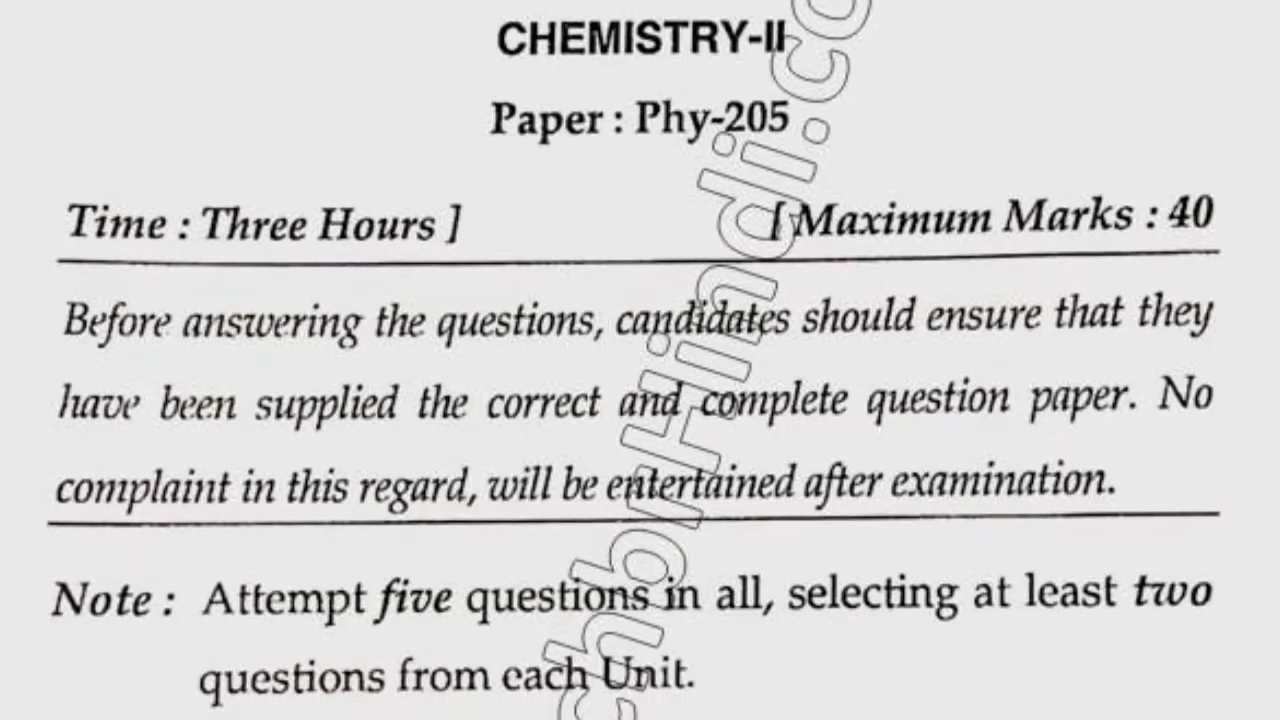 CHEMISTRY-II
Paper : Phy-205
Time : Three Hours ] [ Maximum Marks : 40
Before answering the questions, candidates should ensure that they
have been supplied the correct and complete question paper. No
complaint in this regard, will be entertained after examination.
Note : Attempt five questions in all, selecting at least two
questions from each Unit.
chbrHindi.co